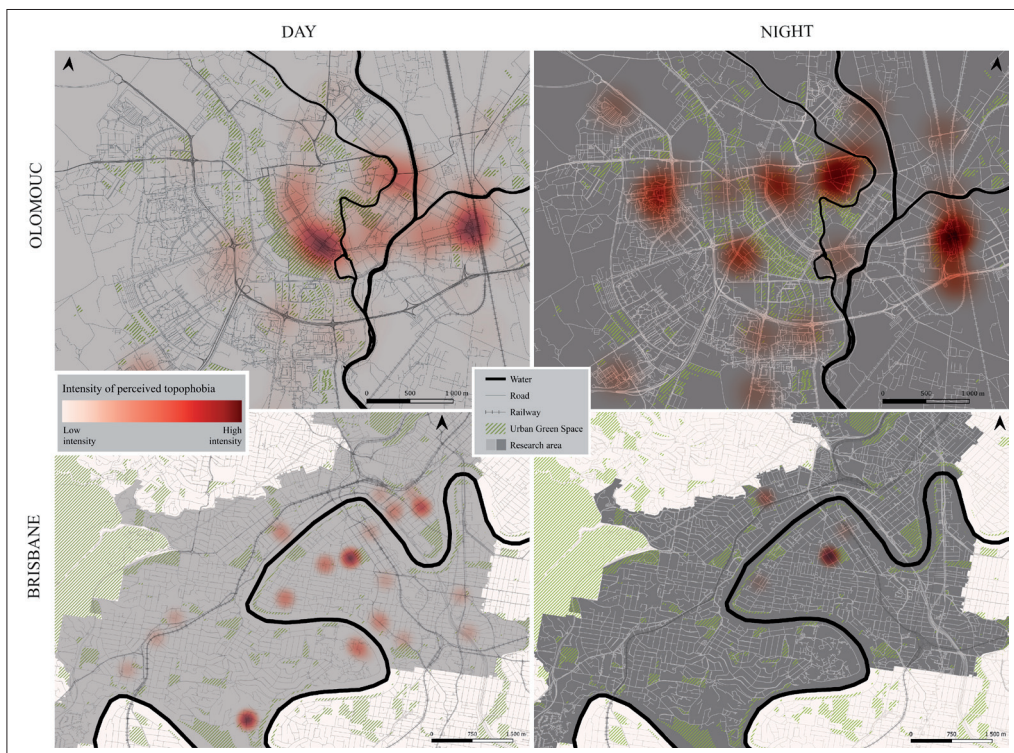 DAY
NIGHT
OLOMOUC
0 500 1 000 m
0 500 1 000 m
Intensity of perceived topophobia
Low intensity
High intensity
Water
Road
Railway
Urban Green Space
Research area
BRISBANE
0 750 1 500 m
0 750 1 500 m